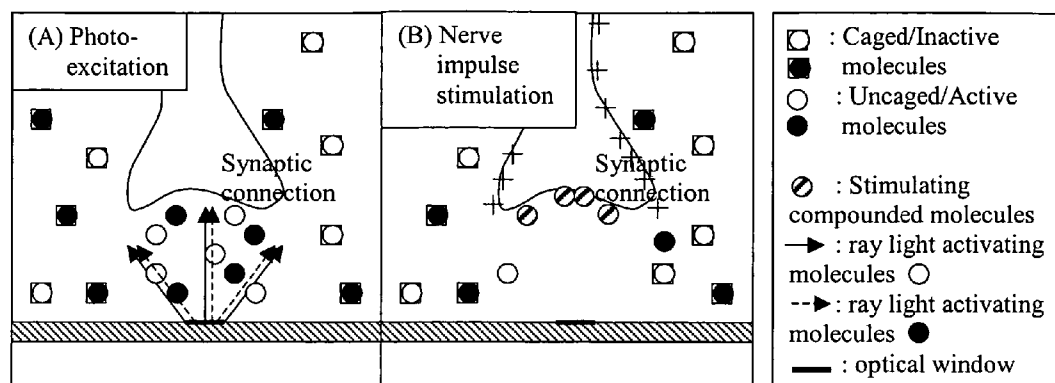 (A) Photo-
excitation
Synaptic
connection
(B) Nerve
impulse
stimulation
Synaptic
connection
: Caged/Inactive
molecules
: Uncaged/Active
molecules
: Stimulating
compounded molecules
: ray light activating
molecules
: ray light activating
molecules
: optical window